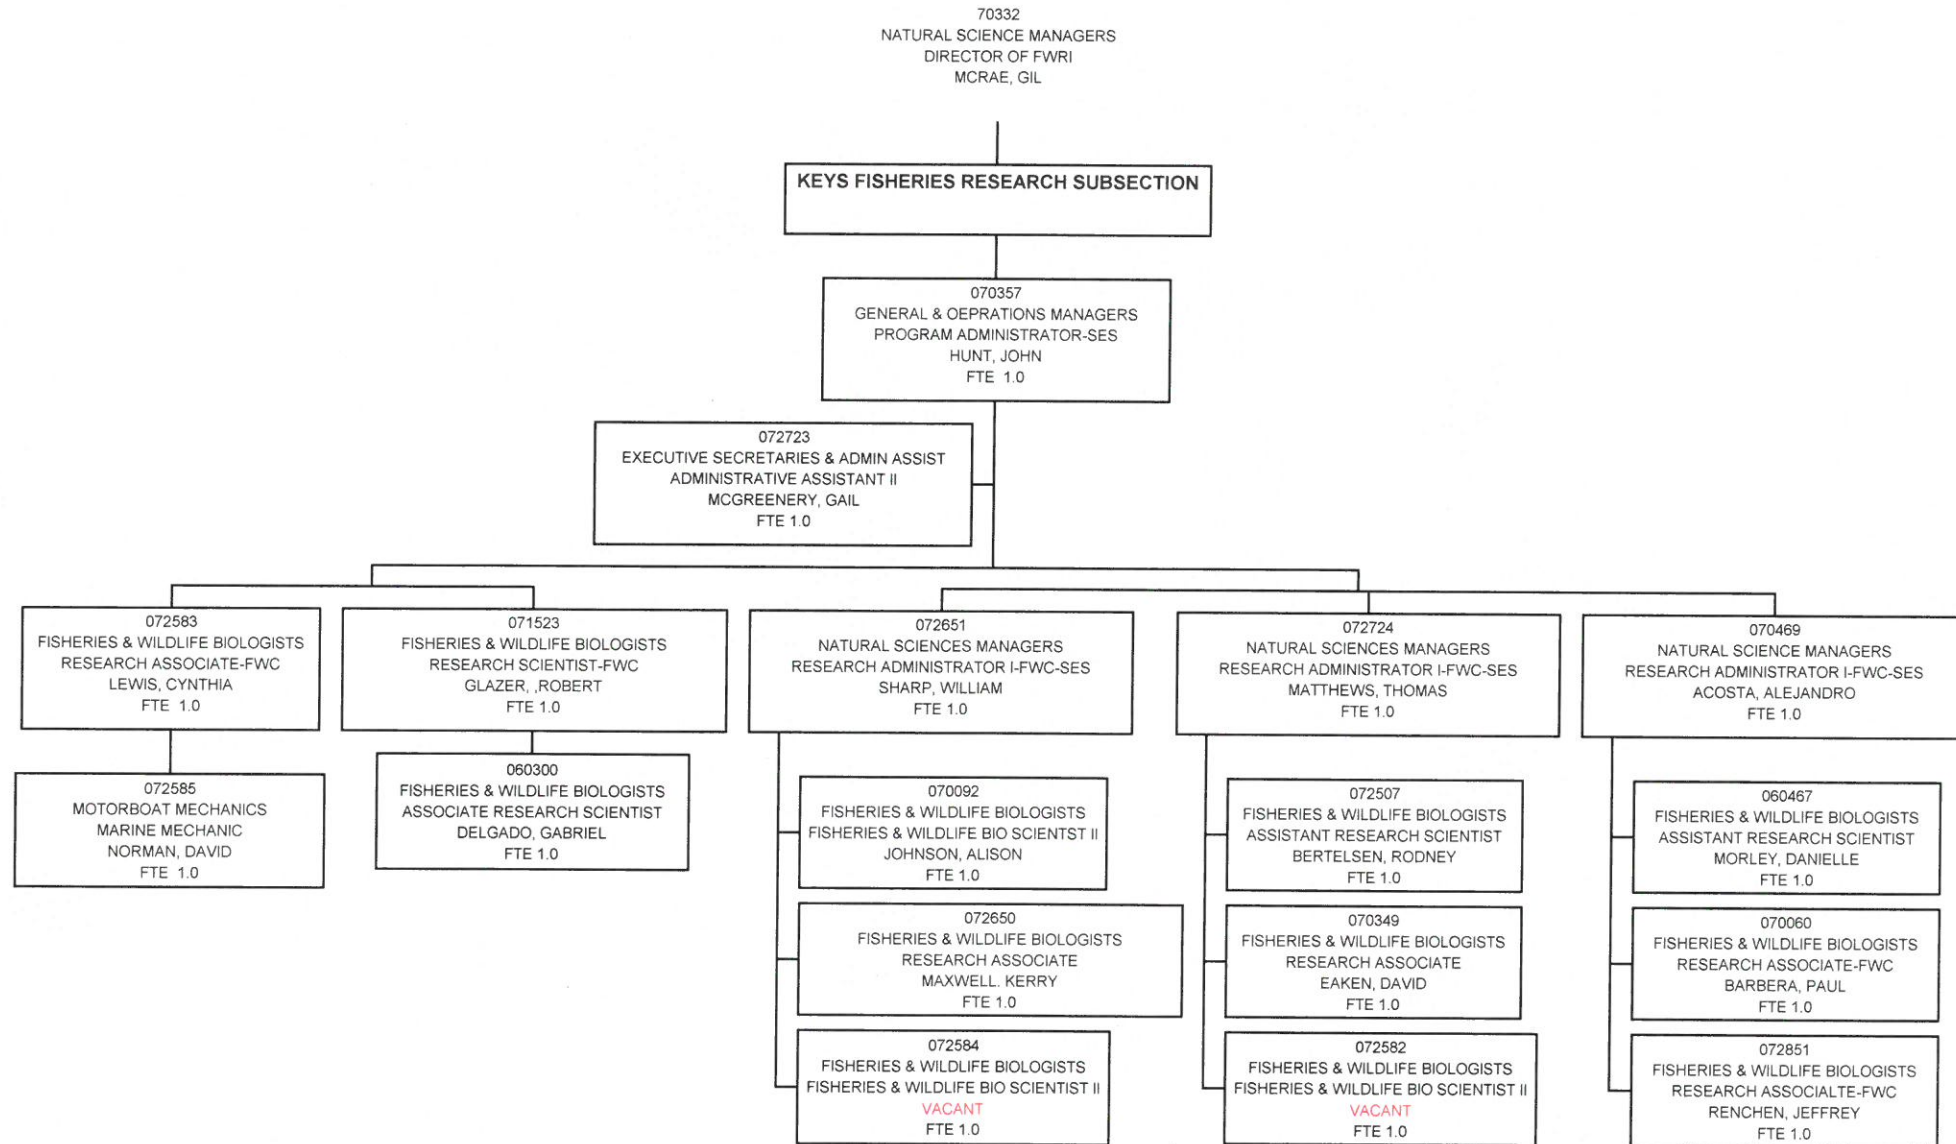 70332
NATURAL SCIENCE MANAGERS
DIRECTOR OF FWRI
MCRAE, GIL
KEYS FISHERIES RESEARCH SUBSECTION
070357
GENERAL & OEPRATIONS MANAGERS
PROGRAM ADMINISTRATOR-SES
HUNT, JOHN
FTE 1.0
072723
EXECUTIVE SECRETARIES & ADMIN ASSIST
ADMINISTRATIVE ASSISTANT II
MCGREENERY, GAIL
FTE 1.0
072583
FISHERIES & WILDLIFE BIOLOGISTS
RESEARCH ASSOCIATE-FWC
LEWIS, CYNTHIA
FTE 1.0
071523
FISHERIES & WILDLIFE BIOLOGISTS
RESEARCH SCIENTIST-FWC
GLAZER, ,ROBERT
FTE 1.0
072651
NATURAL SCIENCES MANAGERS
RESEARCH ADMINISTRATOR I-FWC-SES
SHARP, WILLIAM
FTE 1.0
072724
NATURAL SCIENCES MANAGERS
RESEARCH ADMINISTRATOR I-FWC-SES
MATTHEWS, THOMAS
FTE 1.0
070469
NATURAL SCIENCE MANAGERS
RESEARCH ADMINISTRATOR I-FWC-SES
ACOSTA, ALEJANDRO
FTE 1.0
072585
MOTORBOAT MECHANICS
MARINE MECHANIC
NORMAN, DAVID
FTE 1.0
060300
FISHERIES & WILDLIFE BIOLOGISTS
ASSOCIATE RESEARCH SCIENTIST
DELGADO, GABRIEL
FTE 1.0
070092
FISHERIES & WILDLIFE BIOLOGISTS
FISHERIES & WILDLIFE BIO SCIENTST II
JOHNSON, ALISON
FTE 1.0
072507
FISHERIES & WILDLIFE BIOLOGISTS
ASSISTANT RESEARCH SCIENTIST
BERTELSEN, RODNEY
FTE 1.0
060467
FISHERIES & WILDLIFE BIOLOGISTS
ASSISTANT RESEARCH SCIENTIST
MORLEY, DANIELLE
FTE 1.0
072650
FISHERIES & WILDLIFE BIOLOGISTS
RESEARCH ASSOCIATE
MAXWELL. KERRY
FTE 1.0
070349
FISHERIES & WILDLIFE BIOLOGISTS
RESEARCH ASSOCIATE
EAKEN, DAVID
FTE 1.0
070060
FISHERIES & WILDLIFE BIOLOGISTS
RESEARCH ASSOCIATE-FWC
BARBERA, PAUL
FTE 1.0
072584
FISHERIES & WILDLIFE BIOLOGISTS
FISHERIES & WILDLIFE BIO SCIENTIST II
VACANT
FTE 1.0
072582
FISHERIES & WILDLIFE BIOLOGISTS
FISHERIES & WILDLIFE BIO SCIENTIST II
VACANT
FTE 1.0
072851
FISHERIES & WILDLIFE BIOLOGISTS
RESEARCH ASSOCIALTE-FWC
RENCHEN, JEFFREY
FTE 1.0